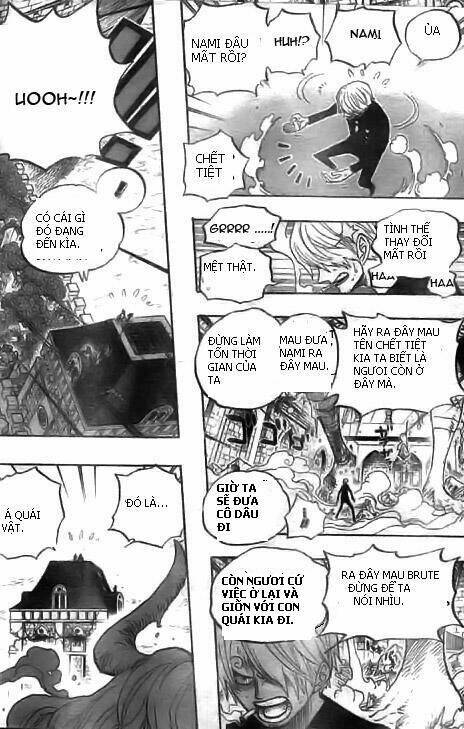 ÙA
NAMI
HUH!?
NAMI ĐÂU
MẤT RỒI?
CHẾT
TIỆT
TÌNH THẾ
THAY ĐỔI
MẤT RỒI
GRRRR .....!
MỆT THẬT.
HAA
HAA
HÃY RA ĐÂY MAU
TÊN CHẾT TIỆT
KIA TA BIẾT LÀ
NGƯƠI CÒN Ở
ĐÂY MÀ.
MAU ĐƯA
NAMI RA
ĐÂY MAU.
ĐỪNG LÀM
TỐN THỜI
GIAN CỦA
TA
GIỜ TA
SẼ ĐƯA
CÔ DÂU
ĐI
RA ĐÂY MAU BRUTE
ĐỪNG ĐỂ TA
NÓI NHÌU.
CÒN NGƯƠI CỨ
VIỆC Ở LẠI VÀ
GIỠN VỚI CON
QUÁI KIA ĐI.
UOOH~!!!
CÓ CÁI GÌ
ĐÓ ĐANG
ĐẾN KÌA.
ĐÓ LÀ...
Á QUÁI
VẬT.